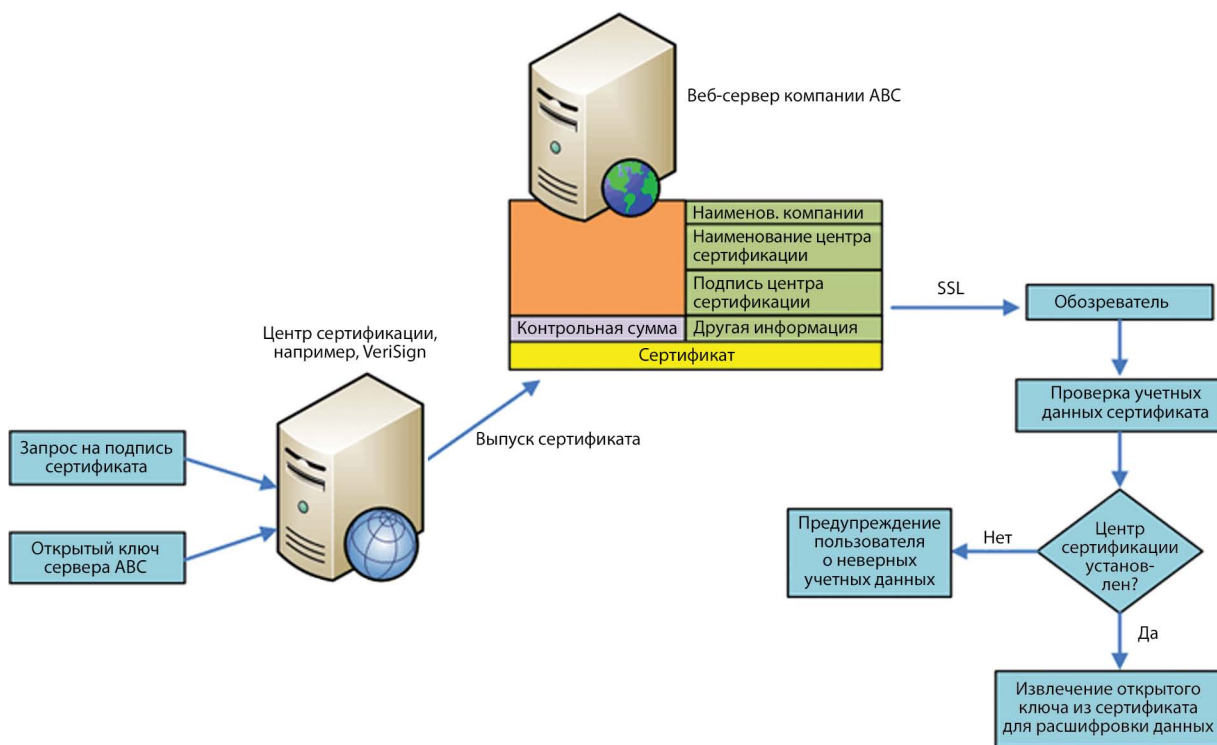 Веб-сервер компании ABC
Наименов. компании
Наименование центра
сертификации
Подпись центра
сертификации
Контрольная сумма
Другая информация
Сертификат
SSL
Обозреватель
Центр сертификации,
например, VeriSign
Проверка учетных
данных сертификата
Запрос на подпись
сертификата
Выпуск сертификата
Открытый ключ
сервера ABC
Предупреждение
пользователя
о неверных
учетных данных
Нет
Центр
сертификации
установ-
лен?
Да
Извлечение открытого
ключа из сертификата
для расшифровки данных